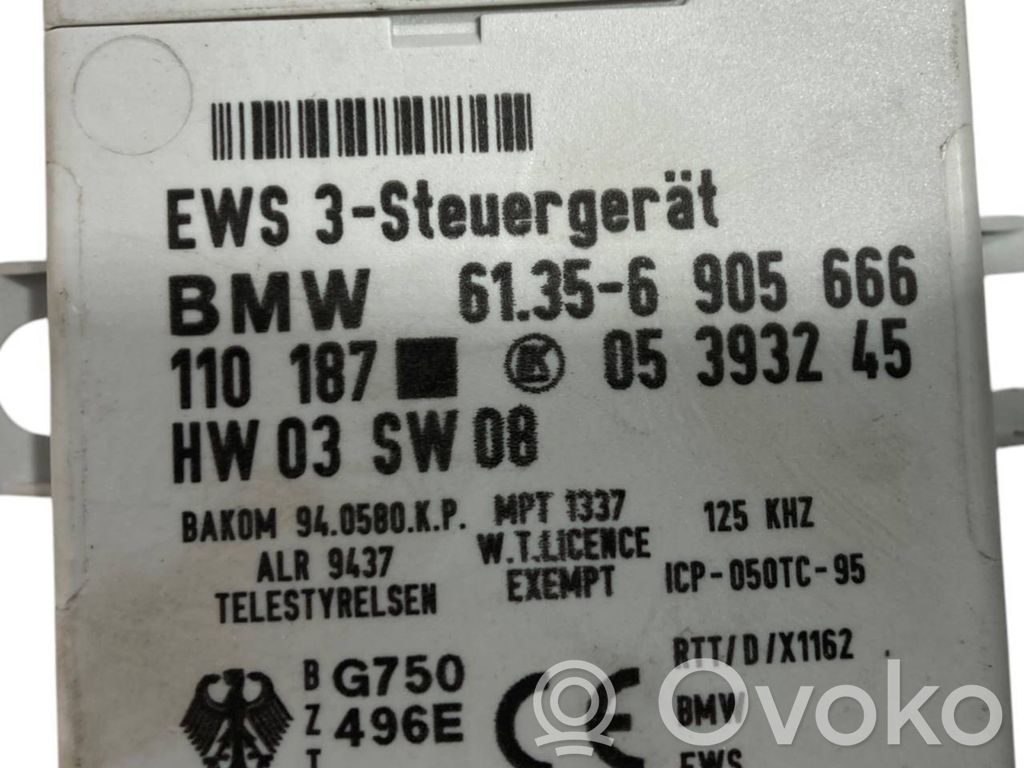 EWS 3-Steuergerät
BMW 61.35-6 905 666
110 187 K 05 3932 45
HW 03 SW 08
BAKOM 94.0580.K.P. MPT 1337 125 KHZ
ALR 9437 W.T.LICENCE ICP-050TC-95
TELESTYRELSEN EXEMPT
RTT/D/X1162
BZT G750 496E CE BMW
EWS
Ovoko